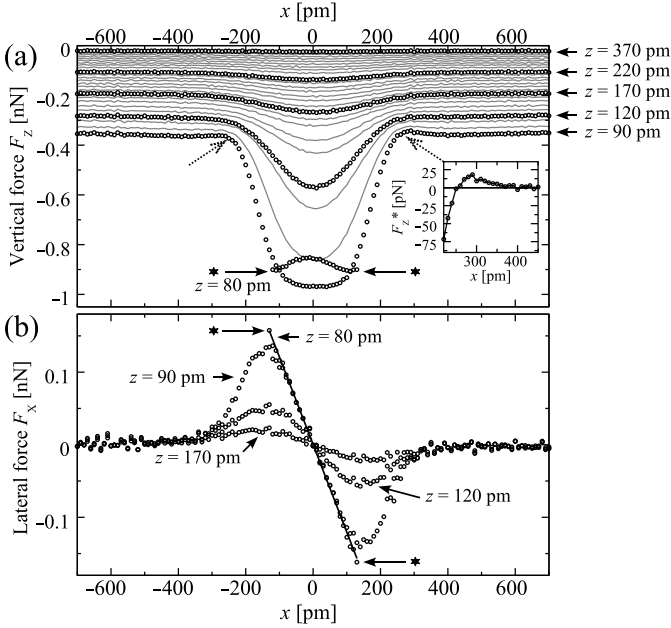 x [pm]
−600 −400 −200 0 200 400 600
(a)
0
−0.2
−0.4
−0.6
−0.8
−1
Vertical force Fz [nN]
z = 370 pm
z = 220 pm
z = 170 pm
z = 120 pm
z = 90 pm
z = 80 pm
Fz* [pN]
25
0
−25
−50
−75
300 400
x [pm]
(b)
0.1
0
−0.1
Lateral force Fx [nN]
z = 80 pm
z = 90 pm
z = 170 pm
z = 120 pm
−600 −400 −200 0 200 400 600
x [pm]